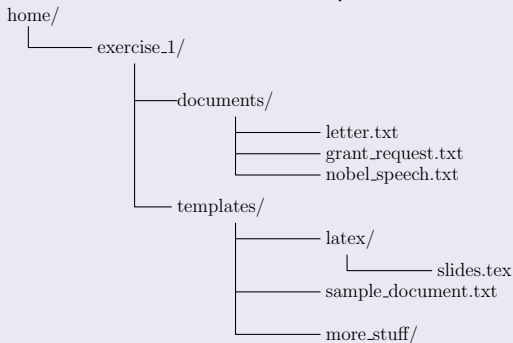 home/
exercise_1/
documents/
letter.txt
grant_request.txt
nobel_speech.txt
templates/
latex/
slides.tex
sample_document.txt
more_stuff/